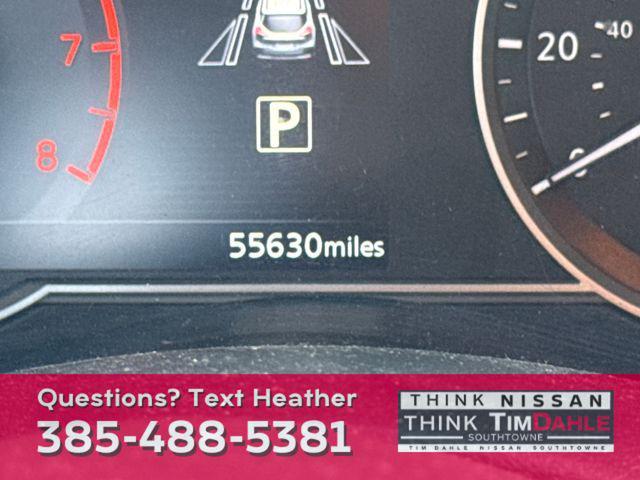 7
8
P
20
40
0
55630miles
Questions? Text Heather
385-488-5381
THINK NISSAN
THINK TIMDAHLE
SOUTHTOWNE
TIM DAHLE NISSAN SOUTHTOWNE